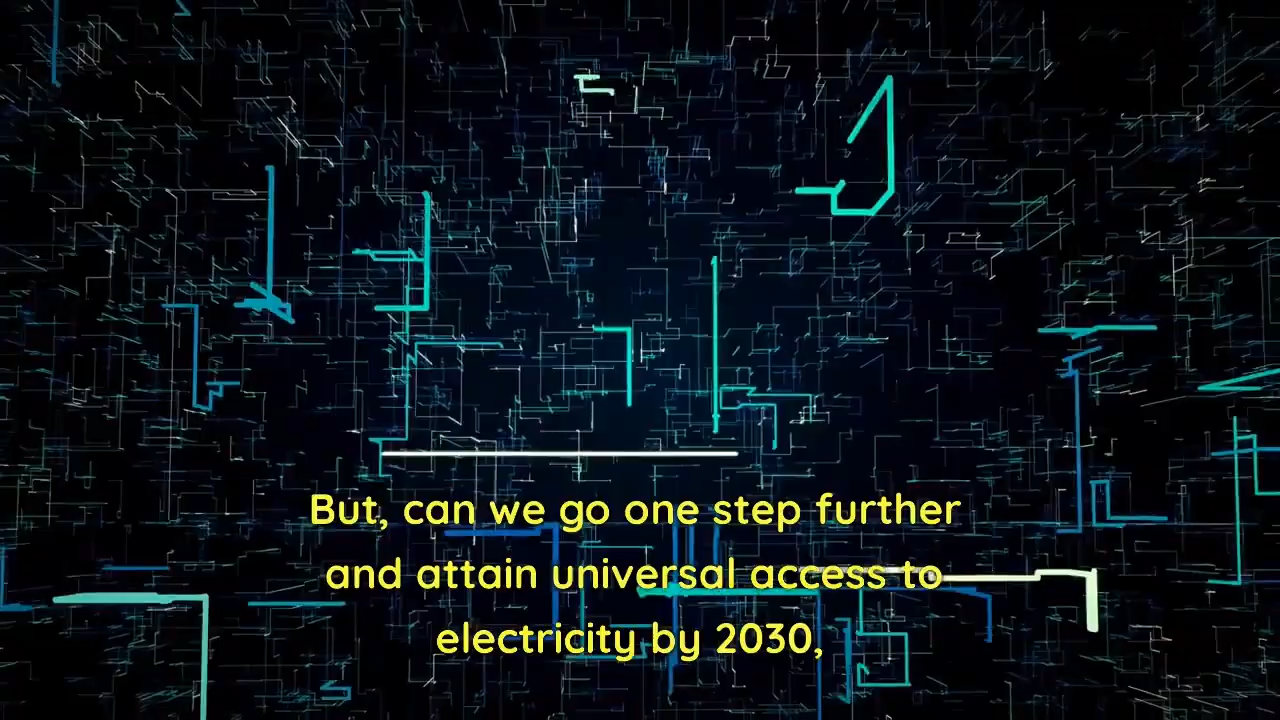 But, can we go one step further
and attain universal access to
electricity by 2030,